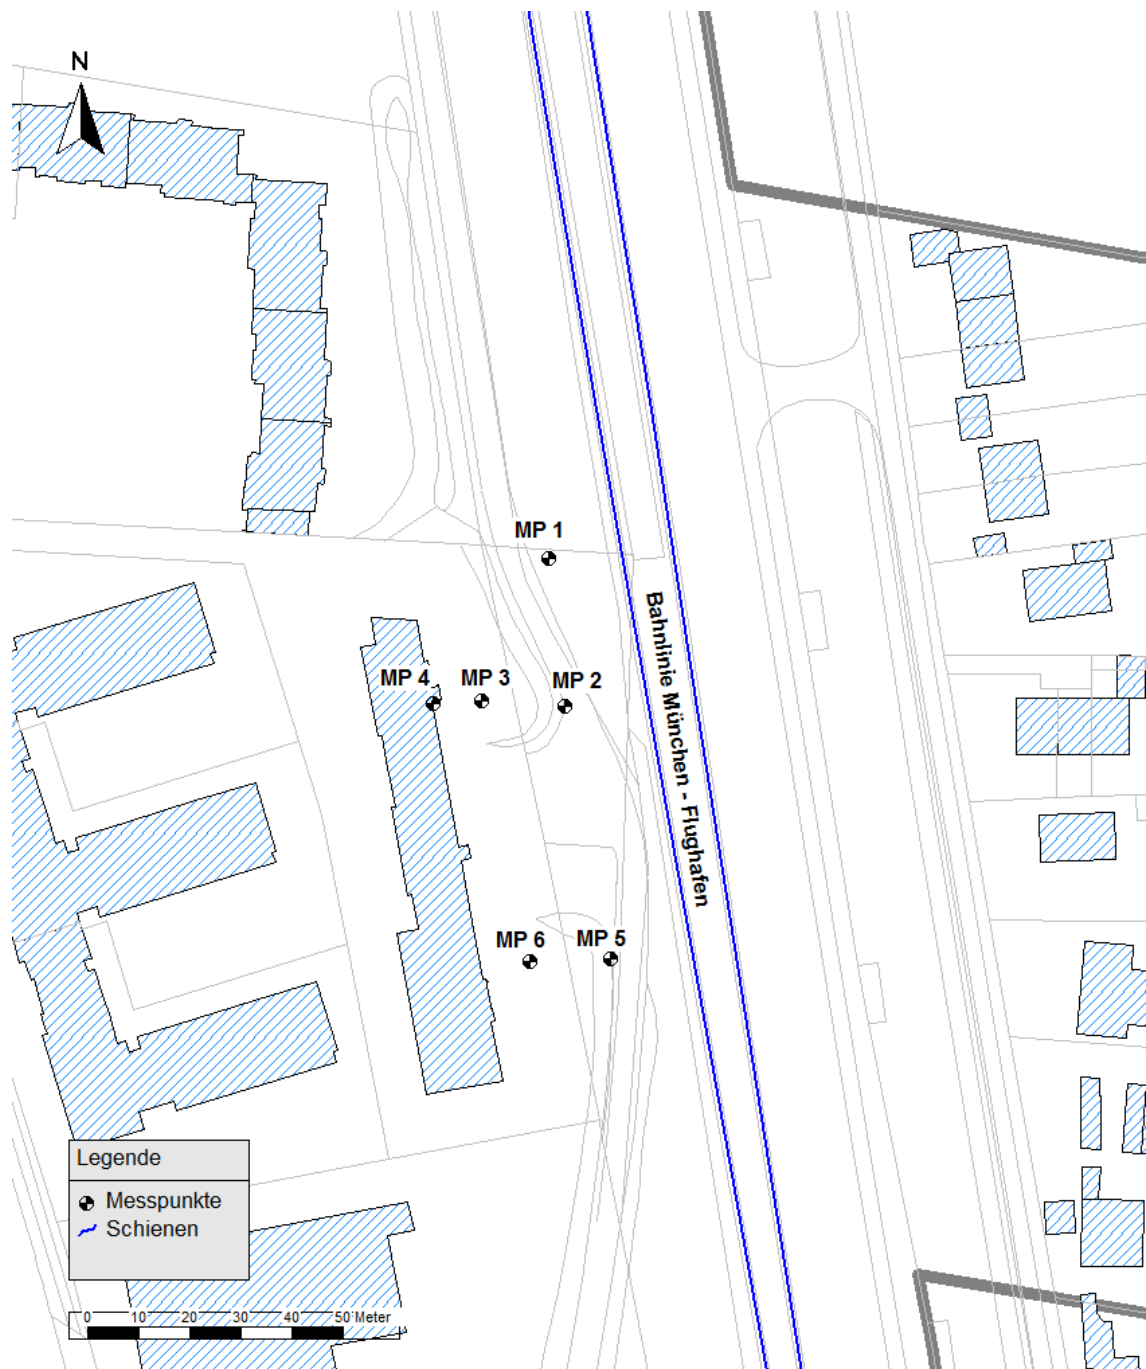 N
MP 1
MP 4
MP 3
MP 2
Bahnlinie München - Flughafen
MP 6
MP 5
Legende
Messpunkte
Schienen
0 10 20 30 40 50 Meter